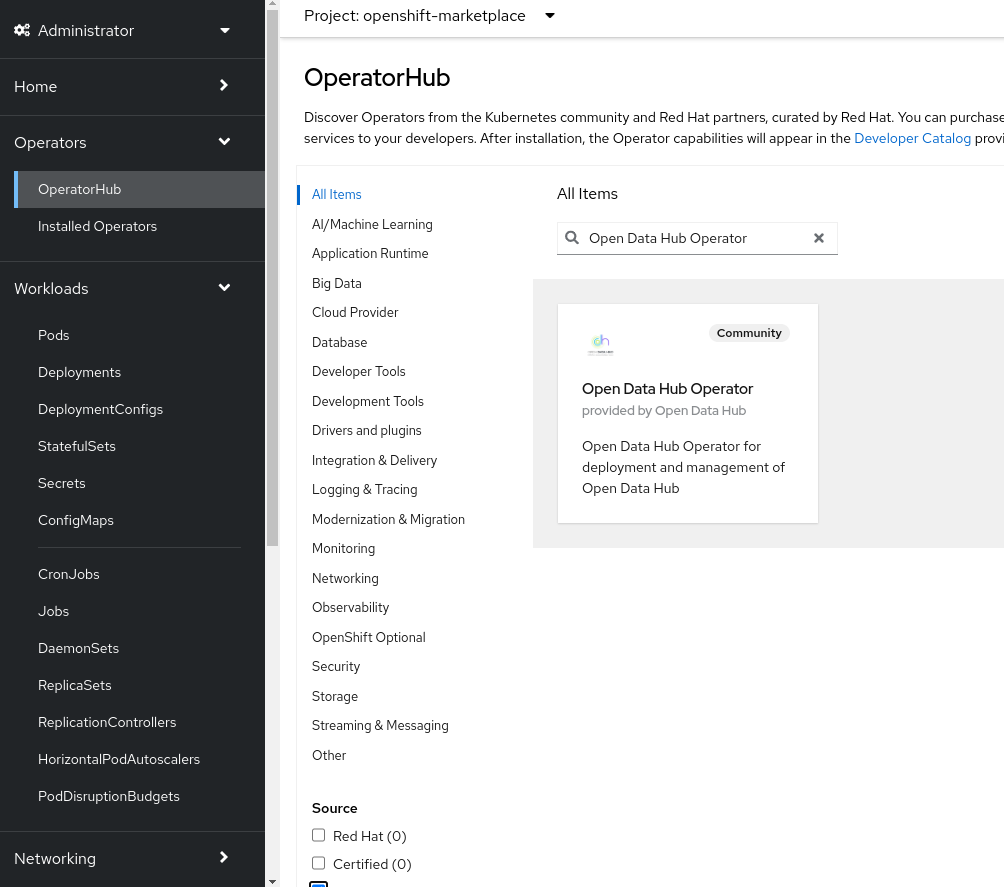 Administrator
Home
Operators
OperatorHub
Installed Operators
Workloads
Pods
Deployments
DeploymentConfigs
StatefulSets
Secrets
ConfigMaps
CronJobs
Jobs
DaemonSets
ReplicaSets
ReplicationControllers
HorizontalPodAutoscalers
PodDisruptionBudgets
Networking
Project: openshift-marketplace
OperatorHub
Discover Operators from the Kubernetes community and Red Hat partners, curated by Red Hat. You can purchase
services to your developers. After installation, the Operator capabilities will appear in the Developer Catalog provi
All Items
AI/Machine Learning
Application Runtime
Big Data
Cloud Provider
Database
Developer Tools
Development Tools
Drivers and plugins
Integration & Delivery
Logging & Tracing
Modernization & Migration
Monitoring
Networking
Observability
OpenShift Optional
Security
Storage
Streaming & Messaging
Other
Source
Red Hat (0)
Certified (0)
All Items
Open Data Hub Operator
Community
Open Data Hub Operator
provided by Open Data Hub
Open Data Hub Operator for
deployment and management of
Open Data Hub